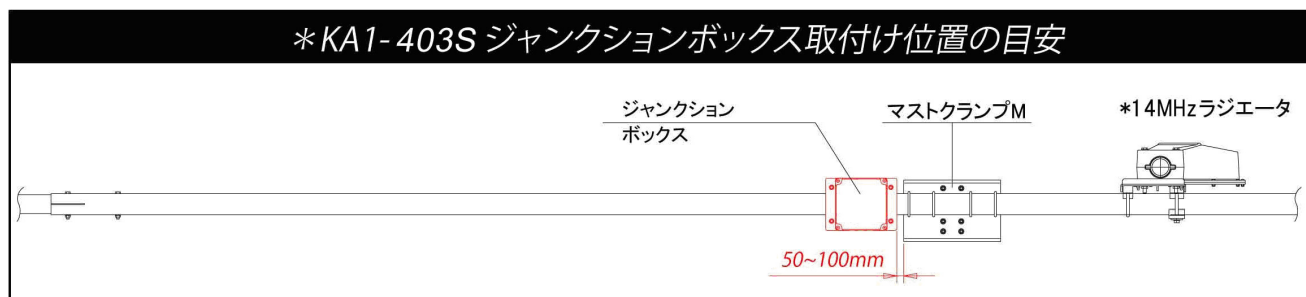 ＊KA1-403S ジャンクションボックス取付け位置の目安
ジャンクション
ボックス
マストクランプM
*14MHzラジエータ
50~100mm